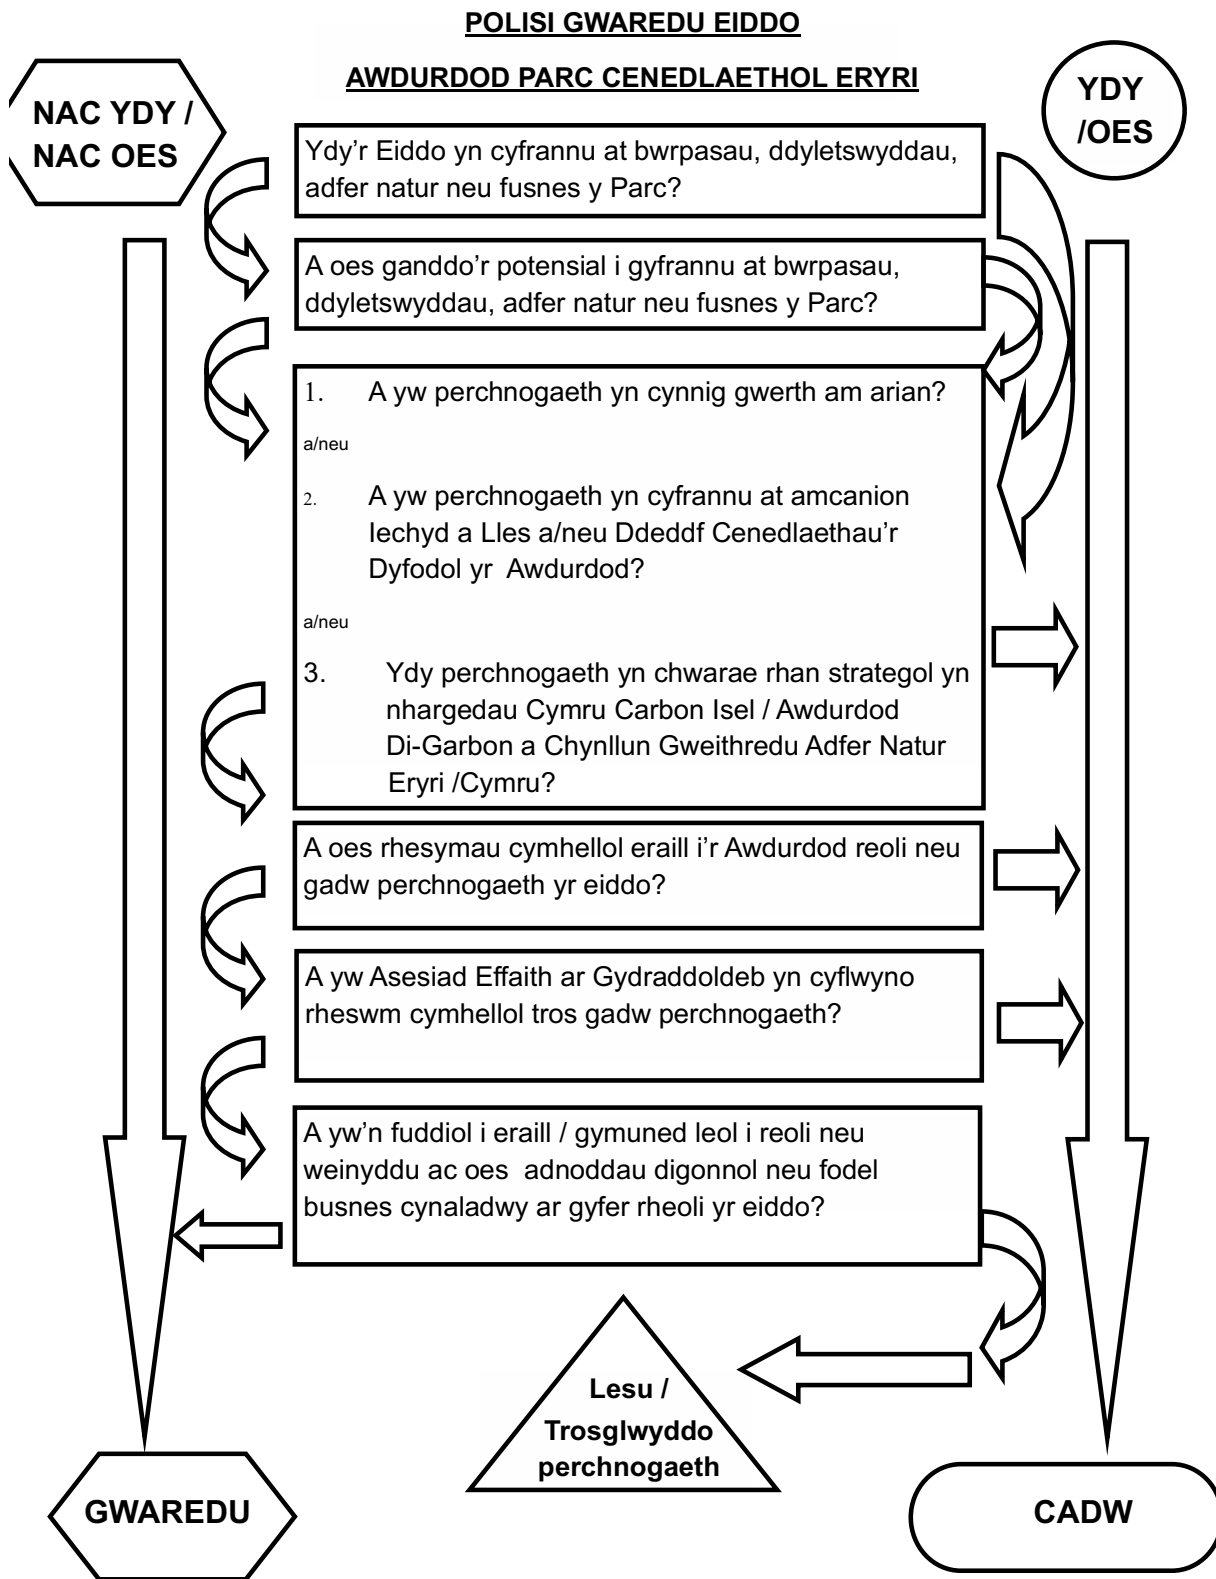 POLISI GWAREDU EIDDO
AWDURDOD PARC CENEDLAETHOL ERYRI
NAC YDY /
NAC OES
YDY
/OES
Ydy'r Eiddo yn cyfrannu at bwrpasau, ddyletswyddau,
adfer natur neu fusnes y Parc?
A oes ganddo'r potensial i gyfrannu at bwrpasau,
ddyletswyddau, adfer natur neu fusnes y Parc?
1. A yw perchnogaeth yn cynnig gwerth am arian?
a/neu
2. A yw perchnogaeth yn cyfrannu at amcanion
Iechyd a Lles a/neu Ddeddf Cenedlaethau'r
Dyfodol yr Awdurdod?
a/neu
3. Ydy perchnogaeth yn chwarae rhan strategol yn
nhargedau Cymru Carbon Isel / Awdurdod
Di-Garbon a Chynllun Gweithredu Adfer Natur
Eryri /Cymru?
A oes rhesymau cymhellol eraill i'r Awdurdod reoli neu
gadw perchnogaeth yr eiddo?
A yw Asesiad Effaith ar Gydraddoldeb yn cyflwyno
rheswm cymhellol tros gadw perchnogaeth?
A yw'n fuddiol i eraill / gymuned leol i reoli neu
weinyddu ac oes adnoddau digonnol neu fodel
busnes cynaladwy ar gyfer rheoli yr eiddo?
Lesu /
Trosglwyddo
perchnogaeth
GWAREDU
CADW